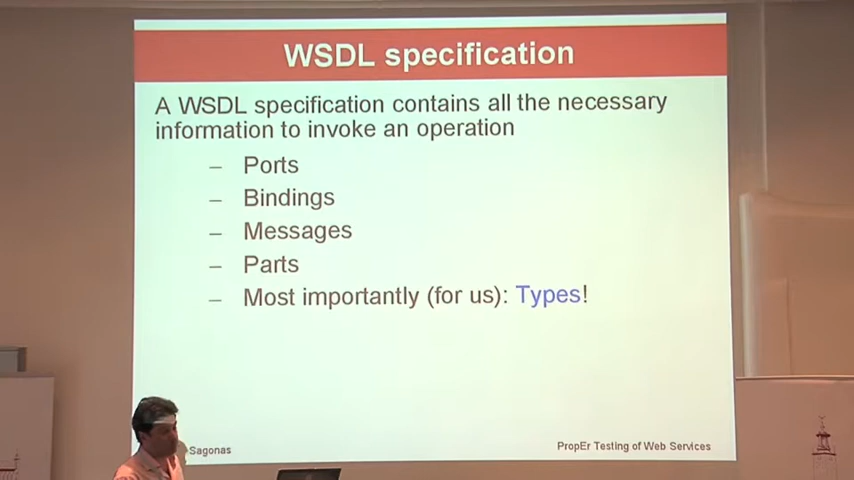 WSDL specification
A WSDL specification contains all the necessary
information to invoke an operation
– Ports
– Bindings
– Messages
– Parts
– Most importantly (for us): Types!
Sagonas
PropEr Testing of Web Services